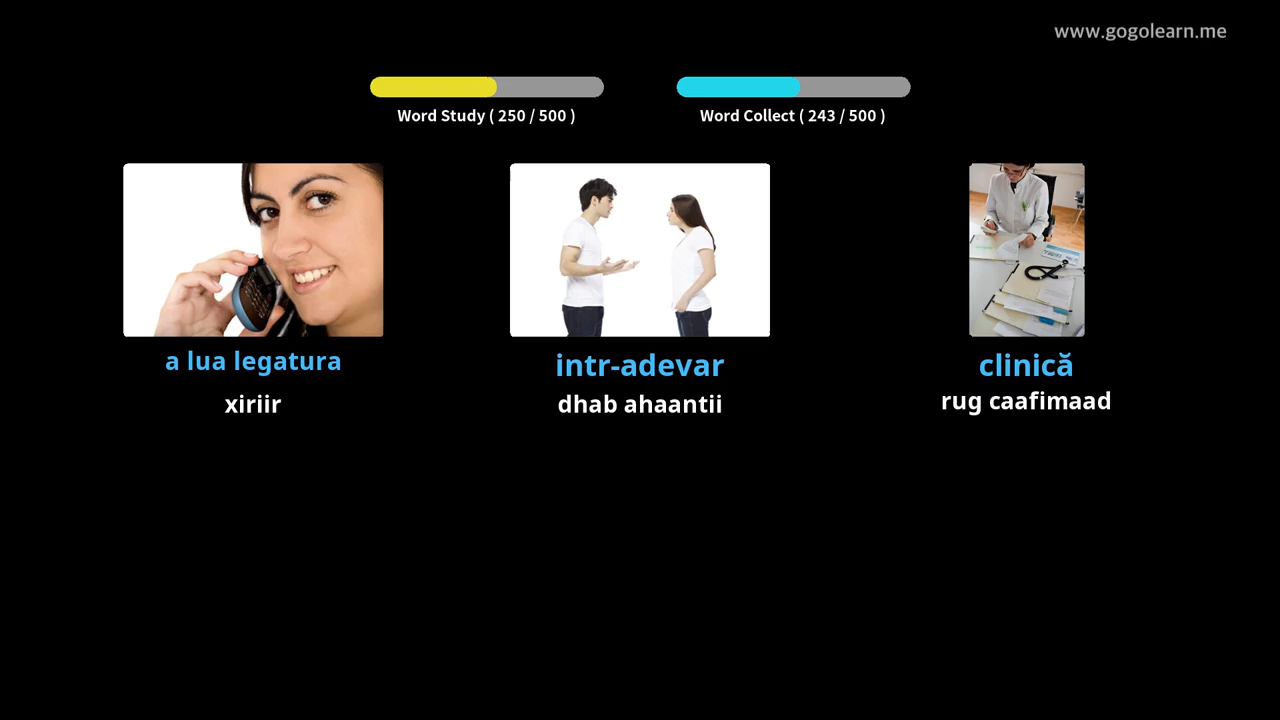 www.gogolearn.me
Word Study ( 250 / 500 )
Word Collect ( 243 / 500 )
a lua legatura
xiriir
intr-adevar
dhab ahaantii
clinică
rug caafimaad